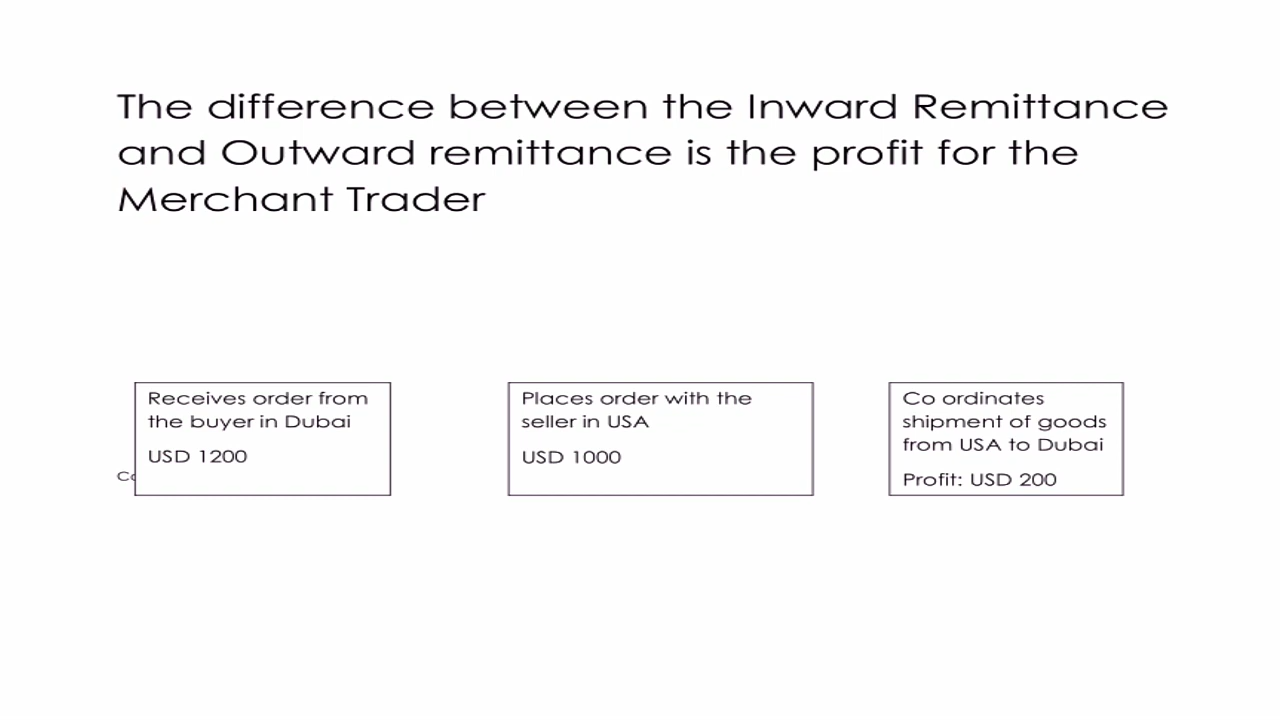 The difference between the Inward Remittance
and Outward remittance is the profit for the
Merchant Trader
Receives order from
the buyer in Dubai
USD 1200
Places order with the
seller in USA
USD 1000
Co ordinates
shipment of goods
from USA to Dubai
Profit: USD 200